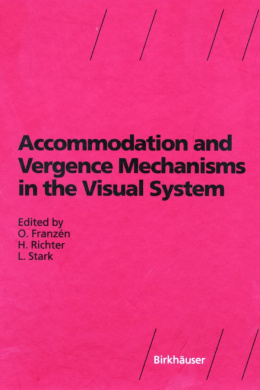 Accommodation and
Vergence Mechanisms
in the Visual System
Edited by
O. Franzén
H. Richter
L. Stark
Birkhäuser